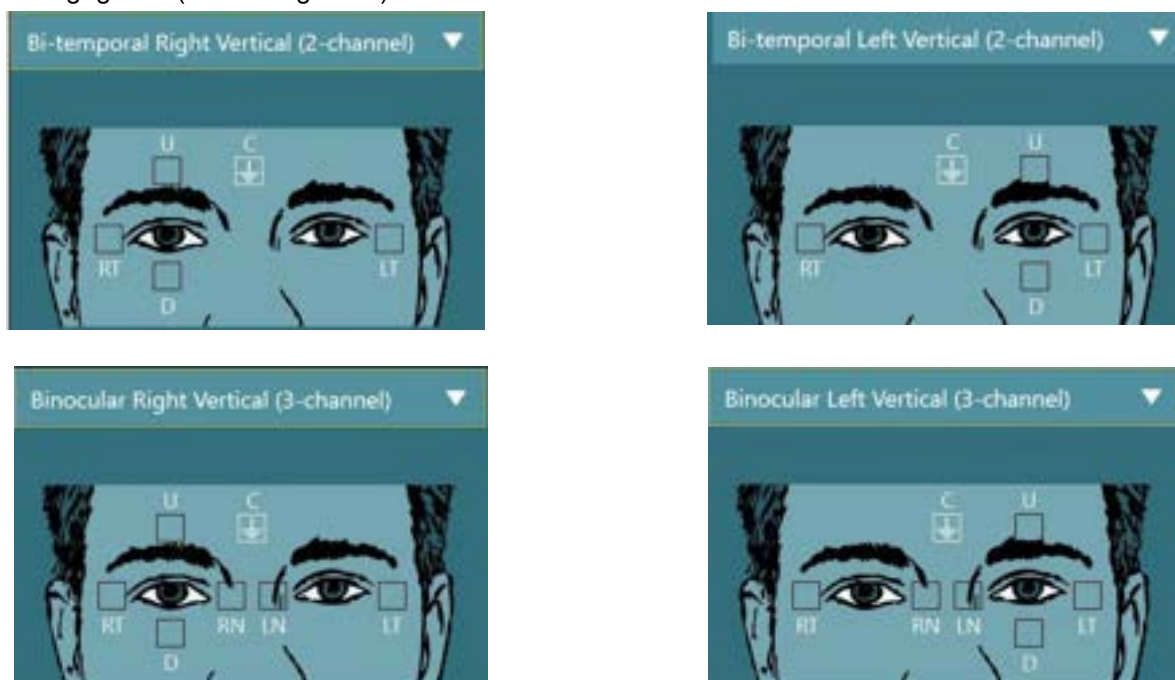 Bi-temporal Right Vertical (2-channel)
U C
RT LT
D
Bi-temporal Left Vertical (2-channel)
C U
RT LT
D
Binocular Right Vertical (3-channel)
U C
RT RN LN LT
D
Binocular Left Vertical (3-channel)
C U
RT RN LN LT
D